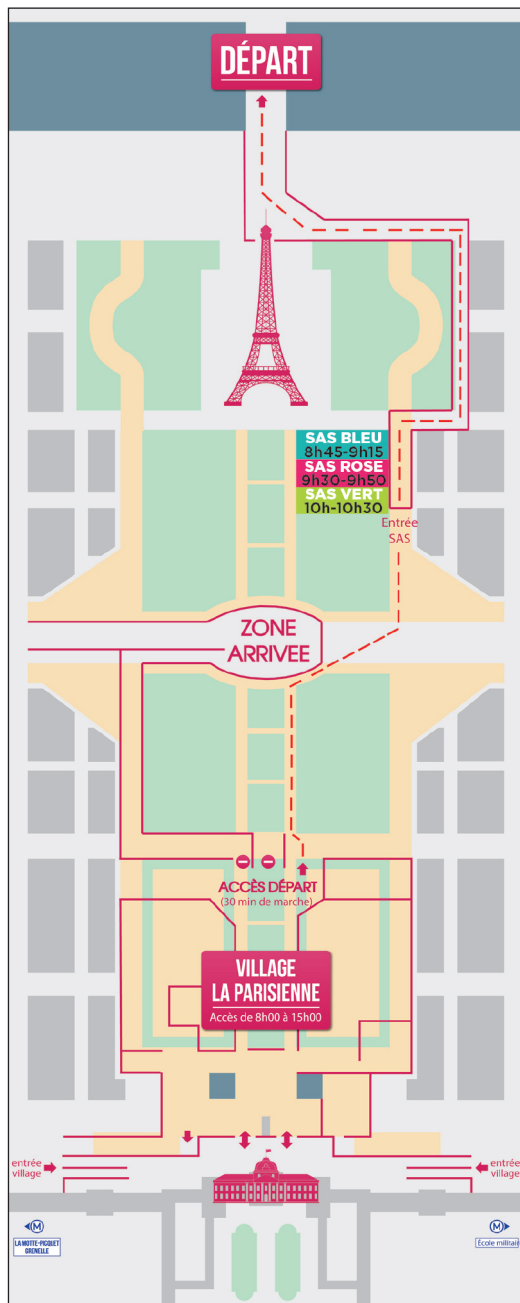 DÉPART
SAS BLEU
8h45-9h15
SAS ROSE
9h30-9h50
SAS VERT
10h-10h30
Entrée
SAS
ZONE
ARRIVEE
ACCÈS DÉPART
(30 min de marche)
VILLAGE
LA PARISIENNE
Accès de 8h00 à 15h00
entrée
village
entrée
village
M
LA MOTTE-PICQUET
GRENELLE
M
École militaire